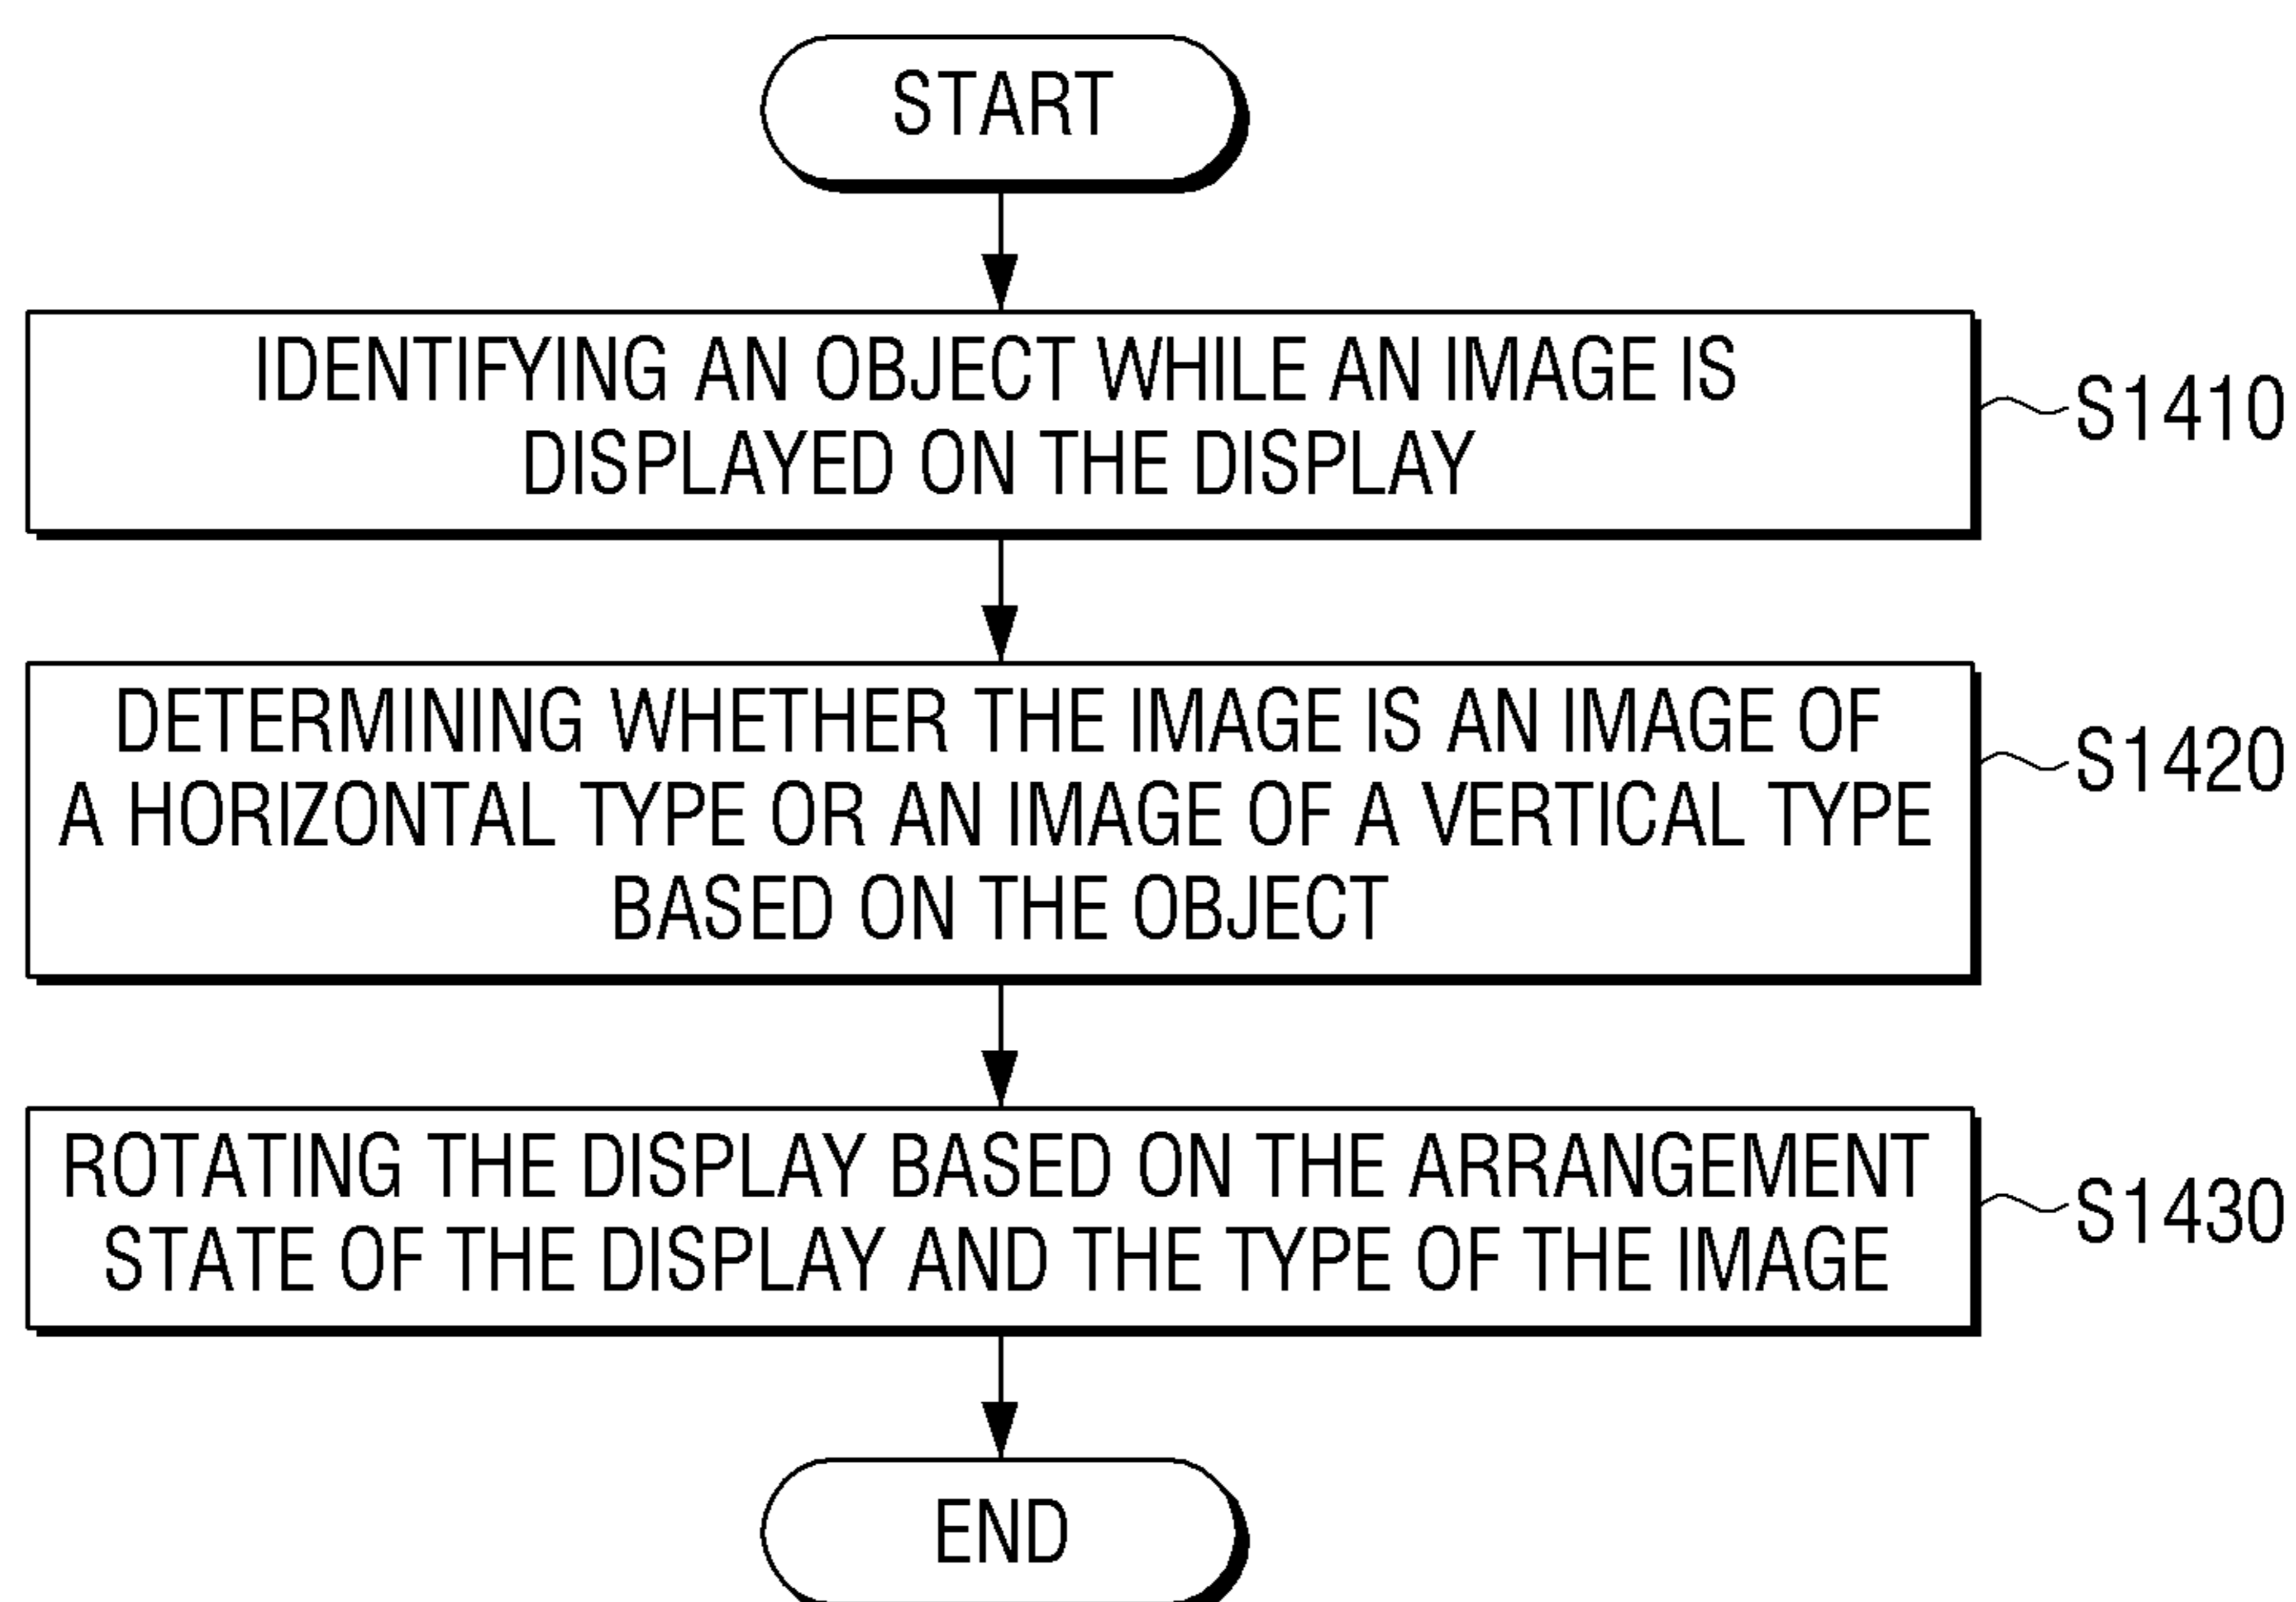 START
IDENTIFYING AN OBJECT WHILE AN IMAGE IS
DISPLAYED ON THE DISPLAY
S1410
DETERMINING WHETHER THE IMAGE IS AN IMAGE OF
A HORIZONTAL TYPE OR AN IMAGE OF A VERTICAL TYPE
BASED ON THE OBJECT
S1420
ROTATING THE DISPLAY BASED ON THE ARRANGEMENT
STATE OF THE DISPLAY AND THE TYPE OF THE IMAGE
S1430
END